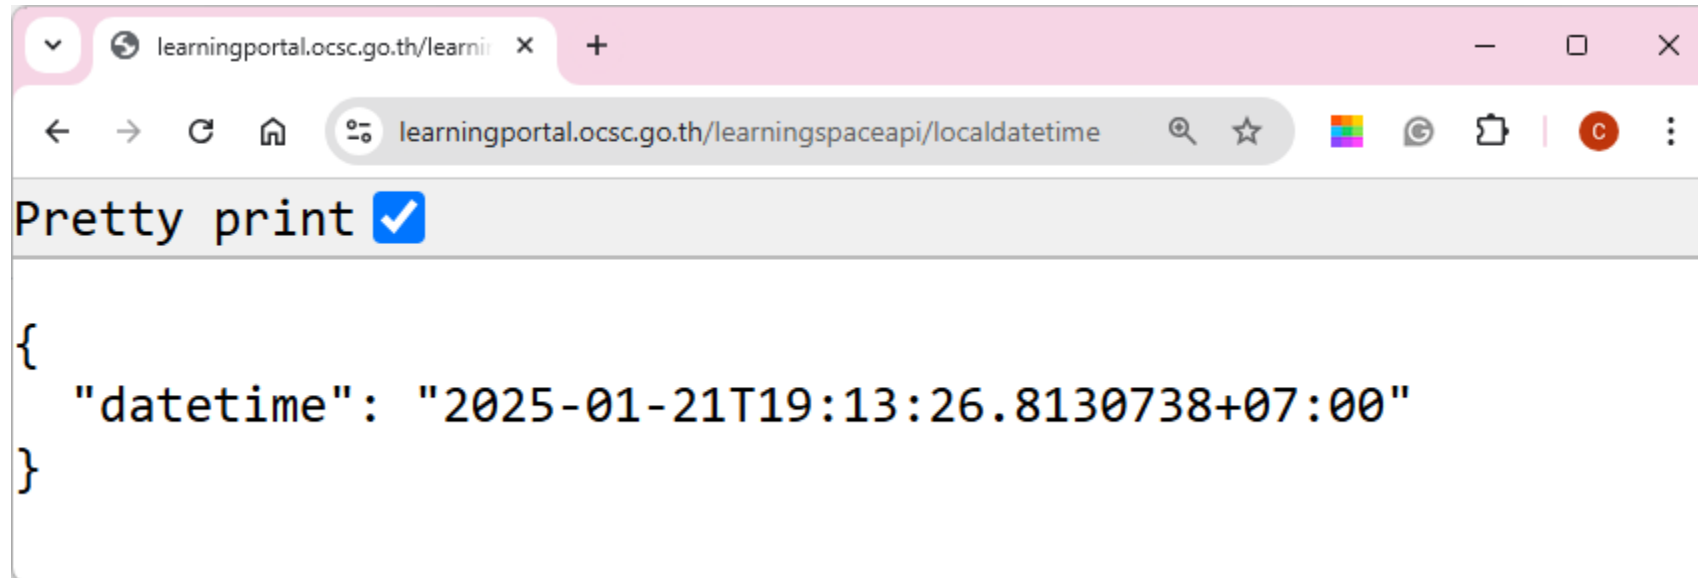 learningportal.ocsc.go.th/learni
learningportal.ocsc.go.th/learningspaceapi/localdatetime
C
Pretty print
{
"datetime": "2025-01-21T19:13:26.8130738+07:00"
}